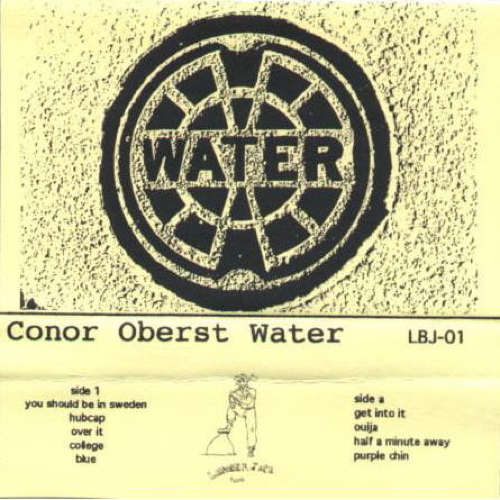 WATER
Conor Oberst Water
LBJ-01
side 1
you should be in sweden
hubcap
over it
college
blue
side a
get into it
ouija
half a minute away
purple chin